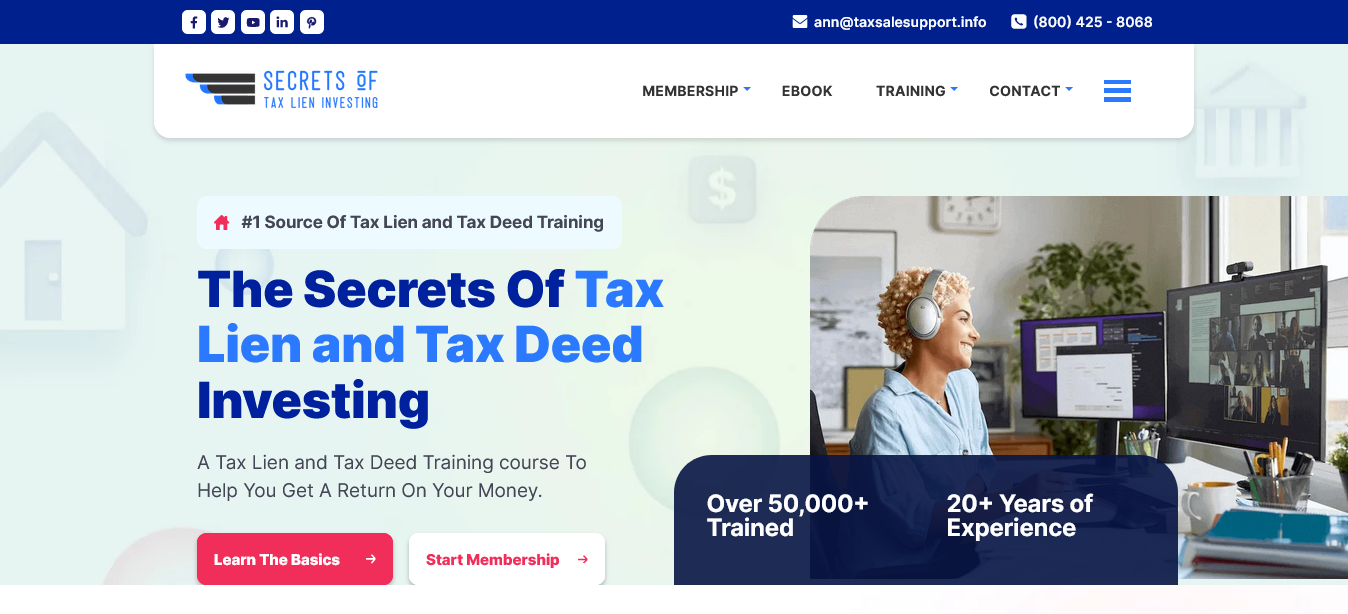 ann@taxsalesupport.info
(800) 425 - 8068
SECRETS OF
TAX LIEN INVESTING
MEMBERSHIP
EBOOK
TRAINING
CONTACT
$
#1 Source Of Tax Lien and Tax Deed Training
The Secrets Of Tax
Lien and Tax Deed
Investing
A Tax Lien and Tax Deed Training course To
Help You Get A Return On Your Money.
Learn The Basics →
Start Membership →
Over 50,000+
Trained
20+ Years of
Experience